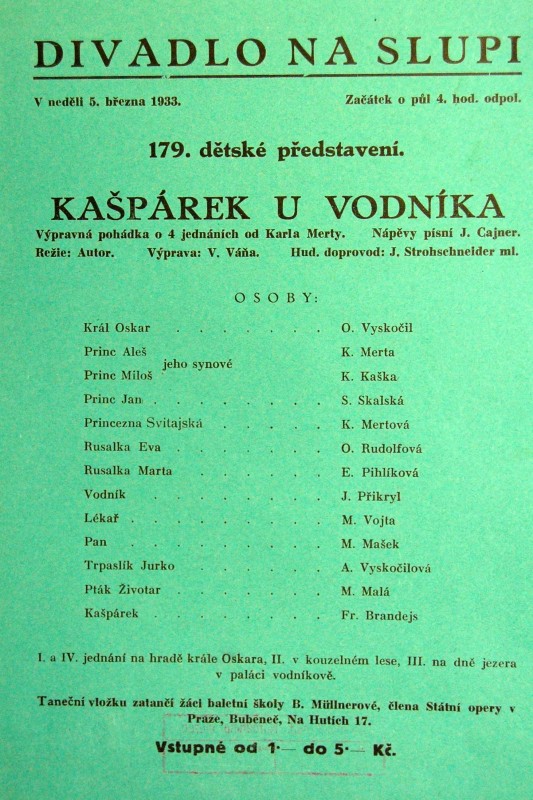 DIVADLO NA SLUPI
V neděli 5. března 1933. Začátek o půl 4. hod. odpol.
179. dětské představení.
KAŠPÁREK U VODNÍKA
Výpravná pohádka o 4 jednáních od Karla Merty. Nápěvy písní J. Cajner.
Režie: Autor. Výprava: V. Váňa. Hud. doprovod: J. Strohschneider ml.
OSOBY:
Král Oskar . . . . . . . O. Vyskočil
Princ Aleš K. Merta
jeho synové
Princ Miloš K. Kaška
Princ Jan . . . . . . . S. Skalská
Princezna Svítajská . . . . . K. Mertová
Rusalka Eva . . . . . . O. Rudolfová
Rusalka Marta . . . . . . E. Pihlíková
Vodník . . . . . . . J. Přikryl
Lékař . . . . . . . . M. Vojta
Pan . . . . . . . . M. Mašek
Trpaslík Jurko . . . . . . A. Vyskočilová
Pták Životar . . . . . . M. Malá
Kašpárek . . . . . . . Fr. Brandejs
I. a IV. jednání na hradě krále Oskara, II. v kouzelném lese, III. na dně jezera
v paláci vodníkově.
Taneční vložku zatančí žáci baletní školy B. Müllnerové, člena Státní opery v
Praze, Bubeneč, Na Hutích 17.
Vstupné od 1·— do 5·— Kč.